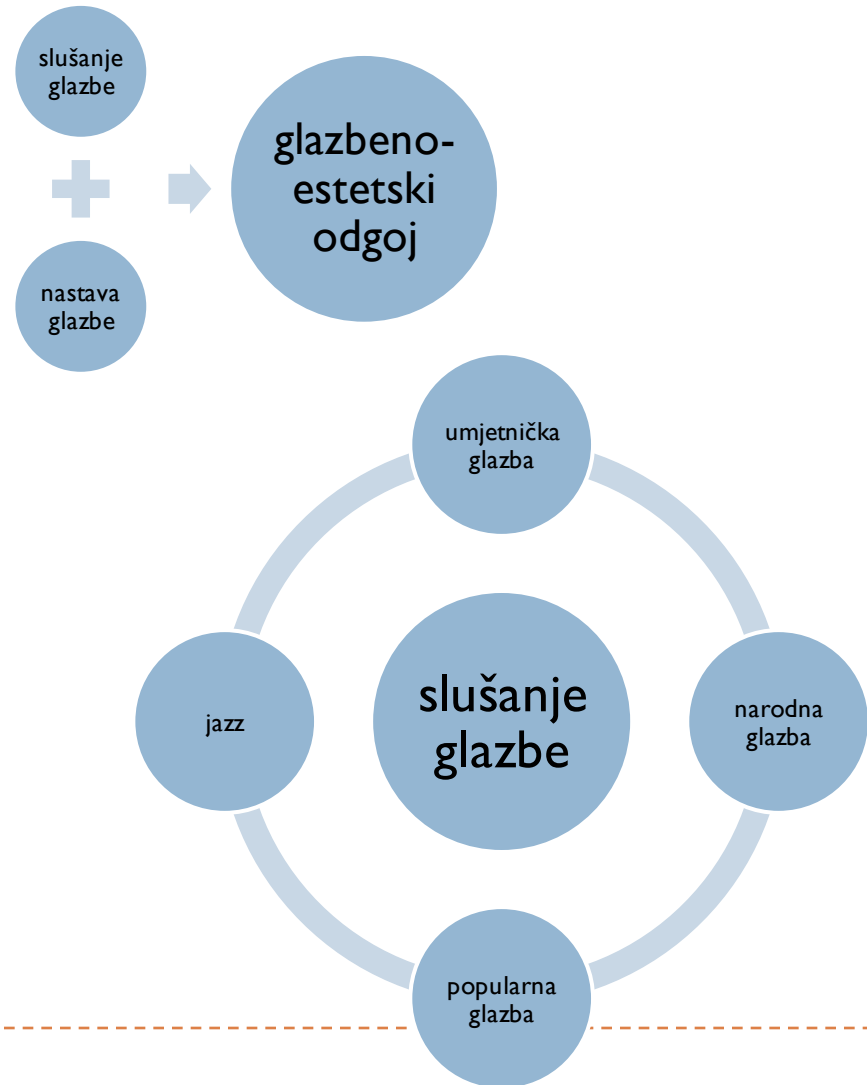 slušanje
glazbe
nastava
glazbe
glazbeno-
estetski
odgoj
umjetnička
glazba
narodna
glazba
popularna
glazba
jazz
slušanje
glazbe